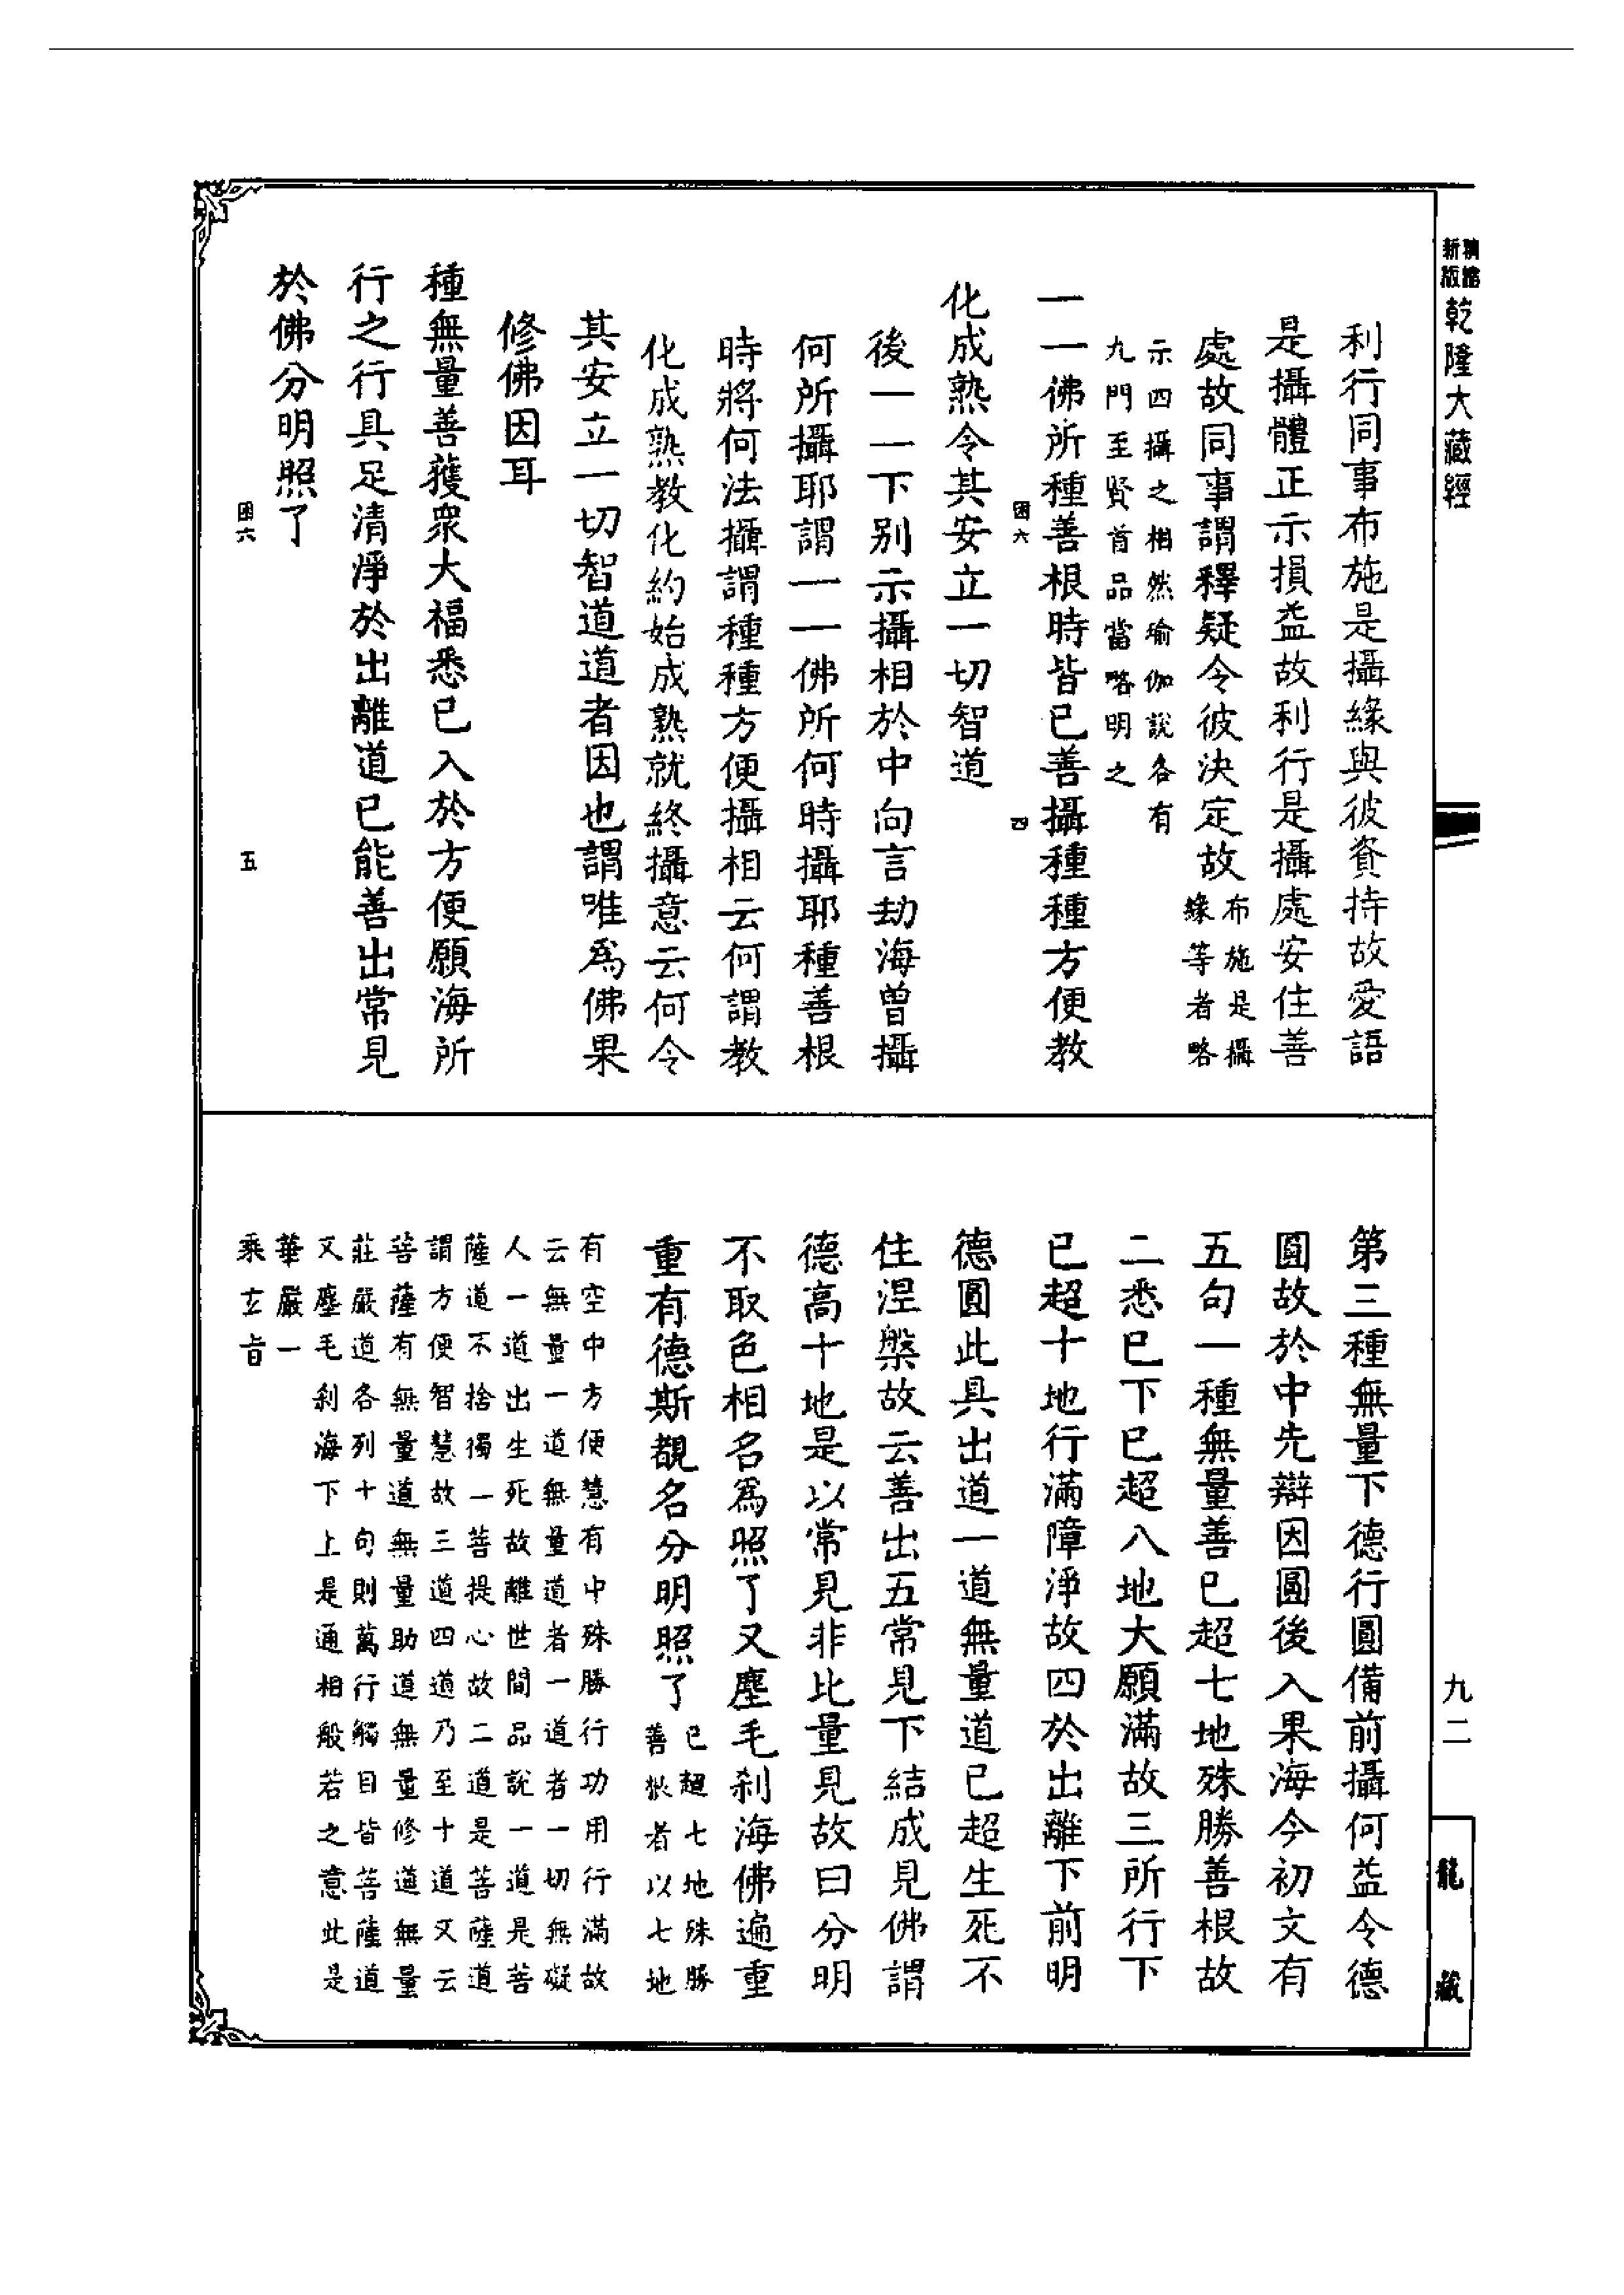 精縮新版乾隆大藏經
利行同事布施是攝緣與彼資持故愛語
是攝體正示損益故利行是攝處安住善
處故同事謂釋疑令彼決定故
布施是攝
緣等者略
示四攝之相然瑜伽說各有
九門至賢首品當略明之
一一佛所種善根時皆已善攝種種方便教
困六 四
化成熟令其安立一切智道
後一一下別示攝相於中向言劫海曾攝
何所攝耶謂一一佛所何時攝耶種善根
時將何法攝謂種種方便攝相云何謂教
化成熟教化約始成熟就終攝意云何令
其安立一切智道道者因也謂唯為佛果
修佛因耳
種無量善蓰眾大福悉已入於方便願海所
行之行具足清淨於出離道已能善出常見
於佛分明照了
困六 五
第三種無量下德行圓備前攝何益令德
圓故於中先辯因圓後入果海今初文有
五句一種無量善已超七地殊勝善根故
二悉已下已超八地大願滿故三所行下
已超十地行滿障淨故四於出離下前明
德圓此具出道一道無量道已超生死不
住涅槃故云善出五常見下結成見佛謂
德高十地是以常見非比量見故曰分明
不取色相名為照了又塵毛刹海佛遍重
重有德斯覩名分明照了
已超七地殊勝
善根者以七地
有空中方便慧有中殊勝行功用行滿故
云無量一道無量道者一道者一切無礙
人一道出生死故離世間品說一道是菩
薩道不捨獨一菩提心故二道是菩薩道
謂方便智慧故三道四道乃至十道又云
菩薩有無量道無量助道無量修道無量
莊嚴道各列十句則萬行觸目皆菩薩道
又塵毛刹海下上是通相般若之意此是
華嚴一
乘玄旨
九二
龍藏